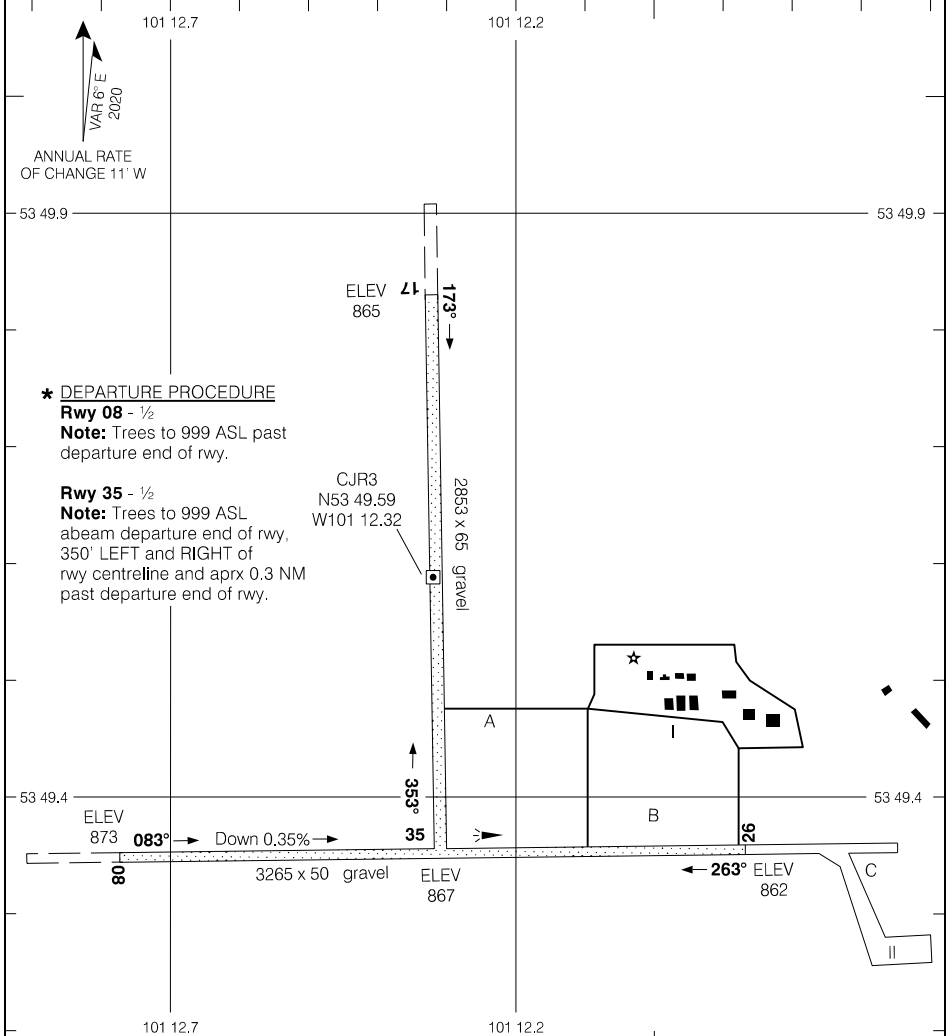 101 12.7
101 12.2
VAR 6° E
2020
ANNUAL RATE
OF CHANGE 11' W
53 49.9
53 49.9
ELEV
865
17
173°
* DEPARTURE PROCEDURE
Rwy 08 - ½
Note: Trees to 999 ASL past
departure end of rwy.
Rwy 35 - ½
Note: Trees to 999 ASL
abeam departure end of rwy,
350' LEFT and RIGHT of
rwy centreline and aprx 0.3 NM
past departure end of rwy.
CJR3
N53 49.59
W101 12.32
2853 x 65 gravel
A
I
B
53 49.4
53 49.4
353°
35
ELEV
873
083°
Down 0.35%
08
3265 x 50 gravel
ELEV
867
26
263°
ELEV
862
C
II
101 12.7
101 12.2